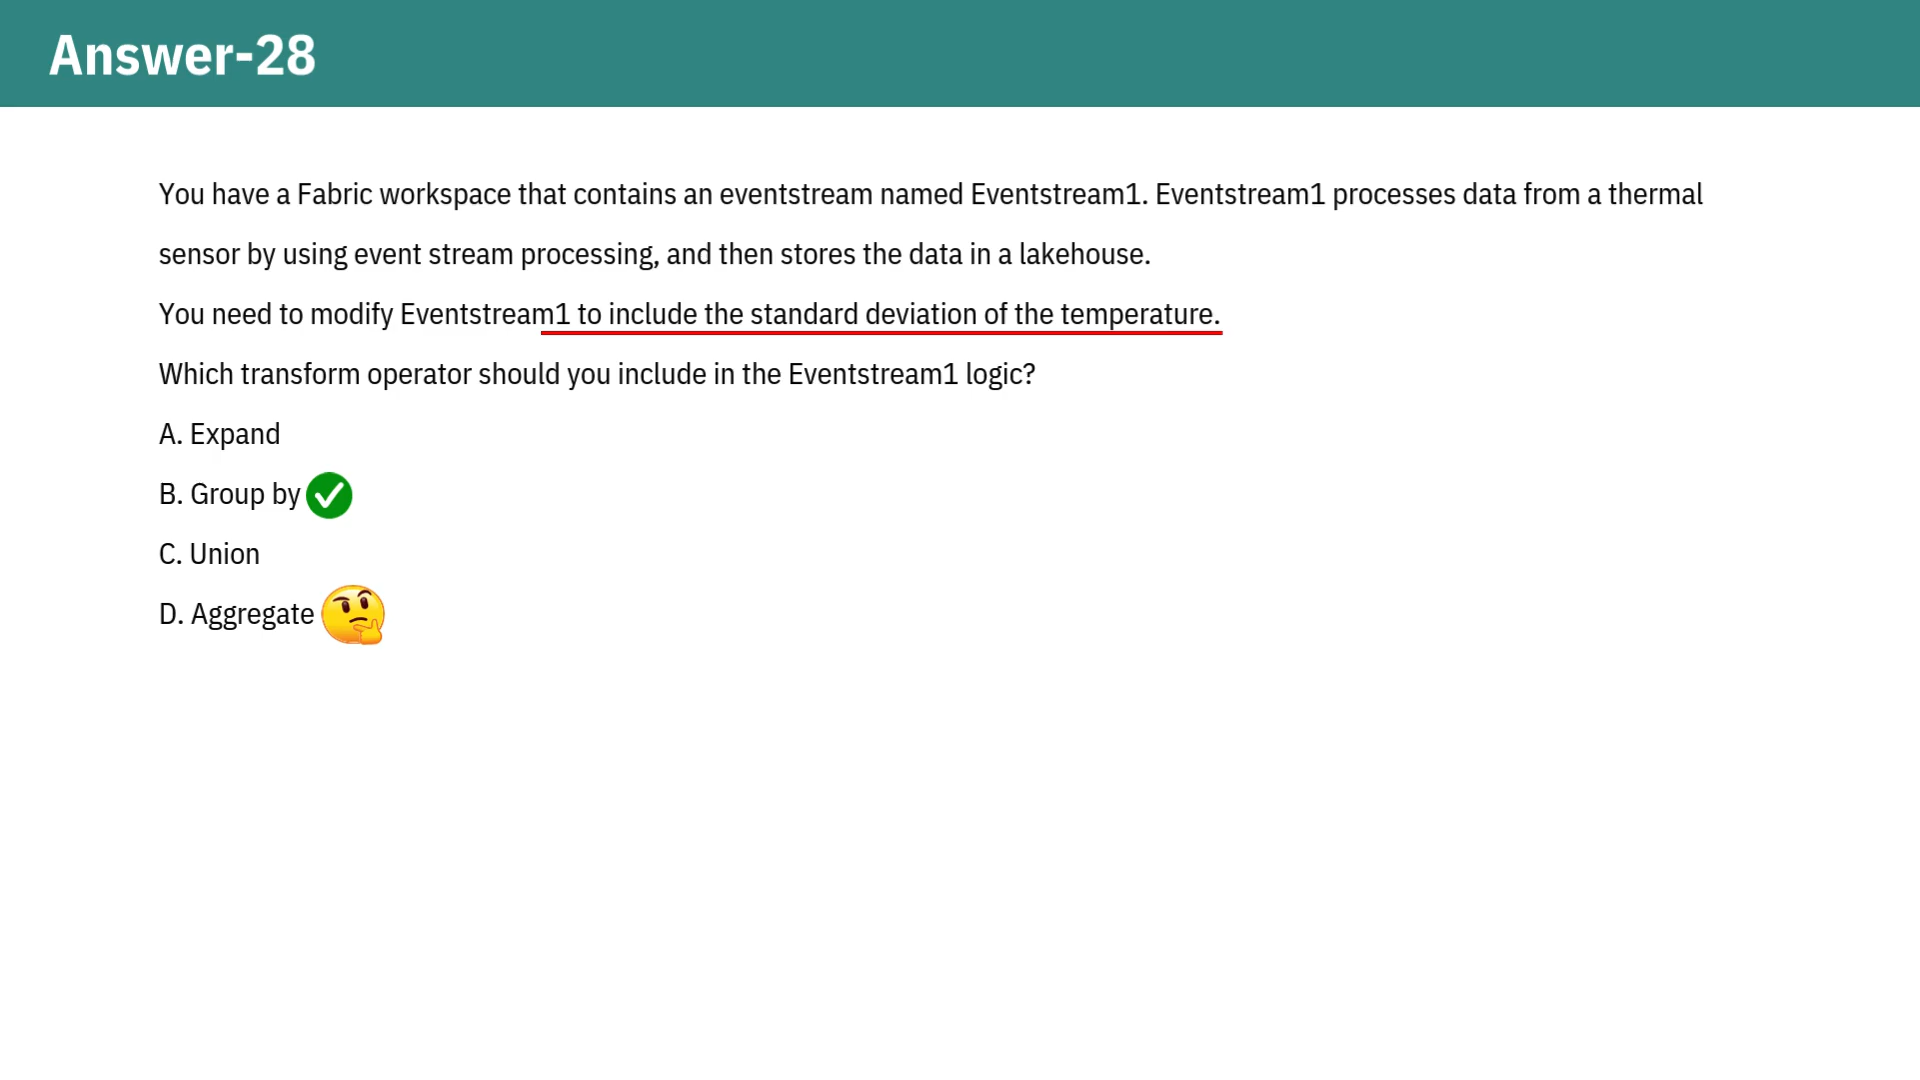 Answer-28
You have a Fabric workspace that contains an eventstream named Eventstream1. Eventstream1 processes data from a thermal
sensor by using event stream processing, and then stores the data in a lakehouse.
You need to modify Eventstream1 to include the standard deviation of the temperature.
Which transform operator should you include in the Eventstream1 logic?
A. Expand
B. Group by
C. Union
D. Aggregate